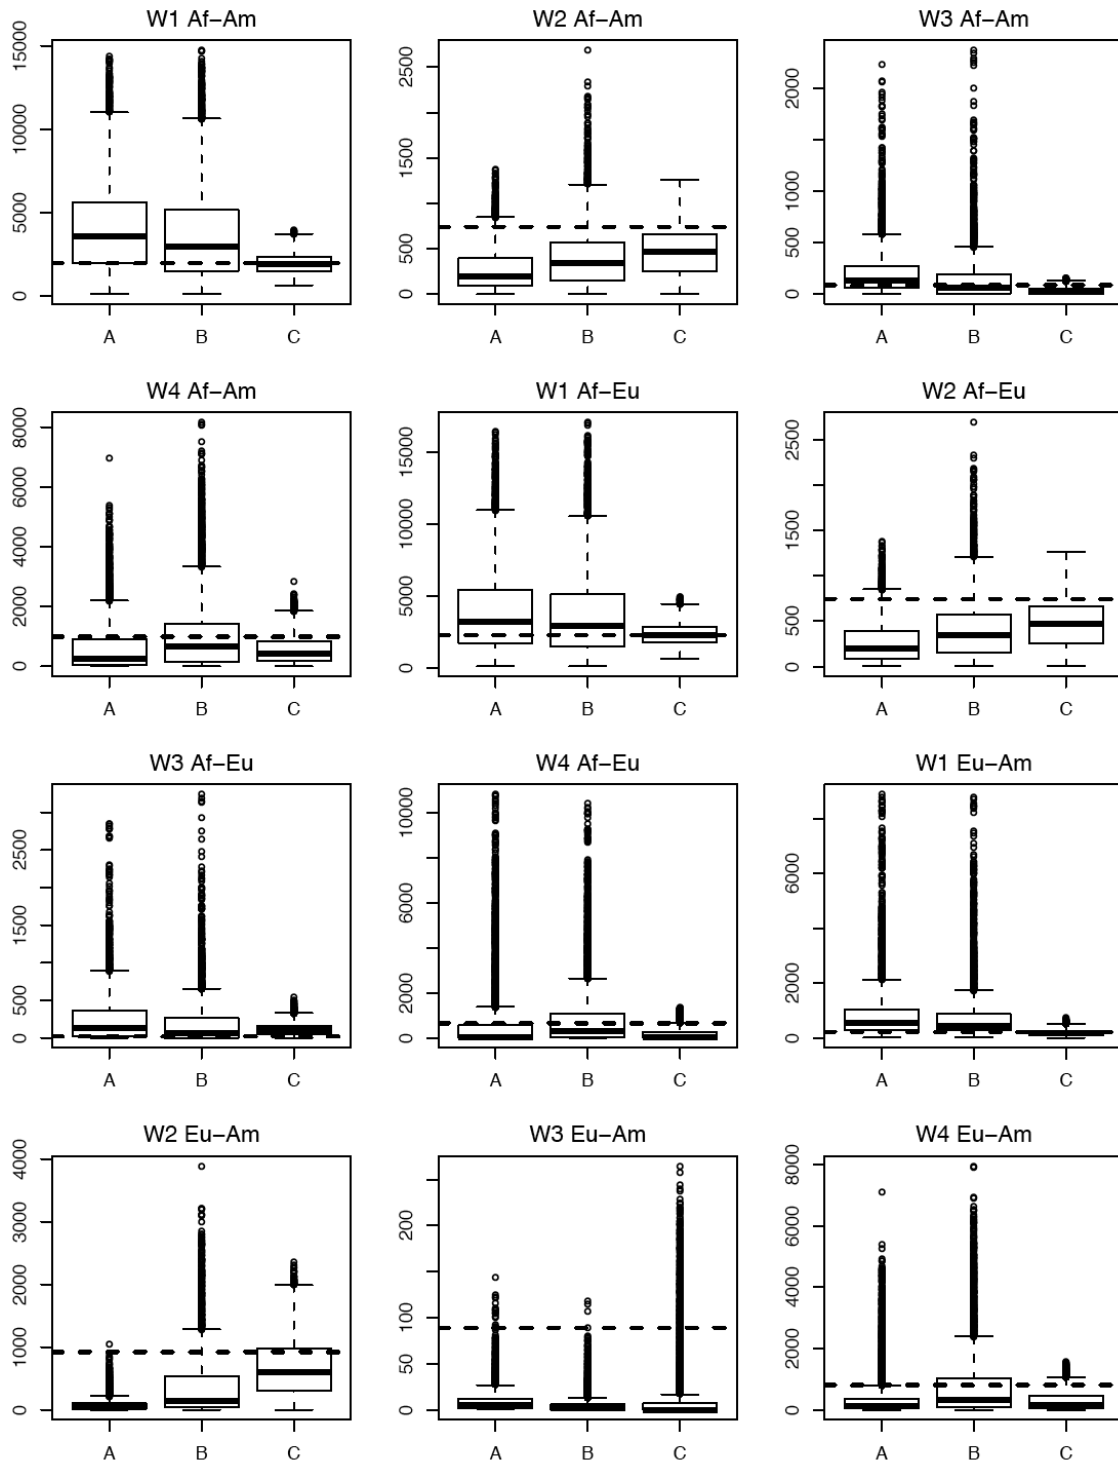 W1 Af–Am
W2 Af–Am
W3 Af–Am
0 5000 10000 15000
0 500 1500 2500
0 500 1000 2000
A B C
A B C
A B C
W4 Af–Am
W1 Af–Eu
W2 Af–Eu
0 2000 4000 6000 8000
0 5000 10000 15000
0 500 1500 2500
A B C
A B C
A B C
W3 Af–Eu
W4 Af–Eu
W1 Eu–Am
0 500 1500 2500
0 2000 6000 10000
0 2000 6000
A B C
A B C
A B C
W2 Eu–Am
W3 Eu–Am
W4 Eu–Am
0 1000 2000 3000 4000
0 50 100 200
0 2000 4000 6000 8000
A B C
A B C
A B C